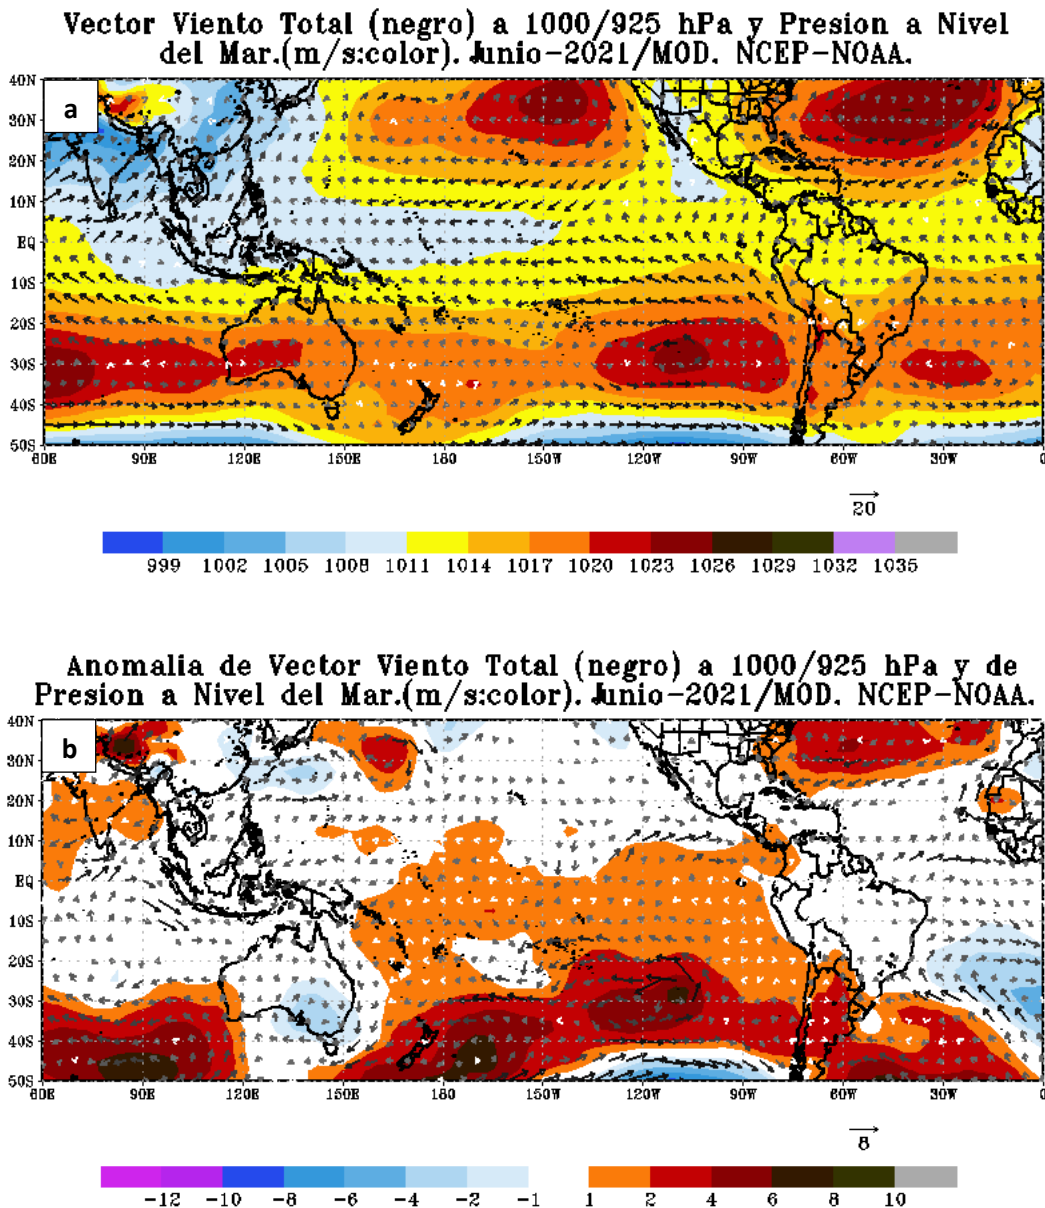 Vector Viento Total (negro) a 1000/925 hPa y Presion a Nivel
del Mar.(m/s:color). Junio-2021/MOD. NCEP-NOAA.
a
40N
30N
20N
10N
EQ
10S
20S
30S
40S
50S
60E 90E 120E 150E 180 150W 120W 90W 60W 30W 0
20
999 1002 1005 1008 1011 1014 1017 1020 1023 1026 1029 1032 1035
Anomalia de Vector Viento Total (negro) a 1000/925 hPa y de
Presion a Nivel del Mar.(m/s:color). Junio-2021/MOD. NCEP-NOAA.
b
40N
30N
20N
10N
EQ
10S
20S
30S
40S
50S
60E 90E 120E 150E 180 150W 120W 90W 60W 30W 0
8
-12 -10 -8 -6 -4 -2 -1 1 2 4 6 8 10